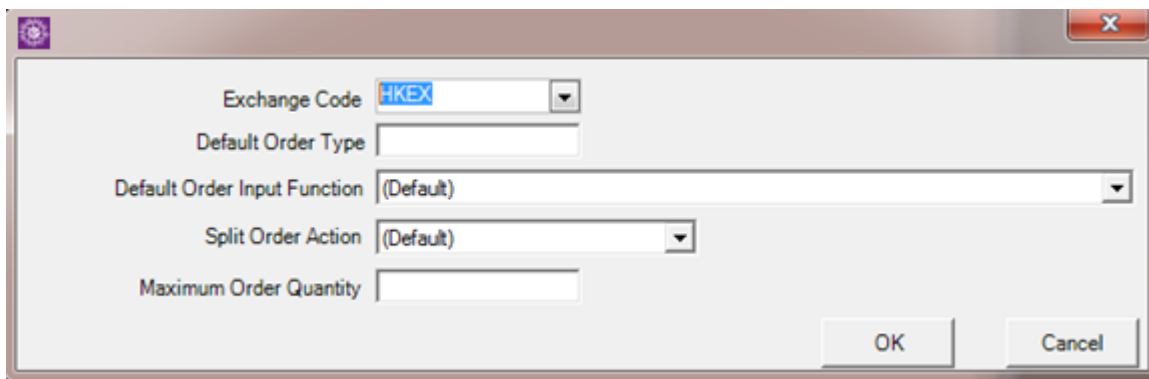 Exchange Code HKEX
Default Order Type
Default Order Input Function (Default)
Split Order Action (Default)
Maximum Order Quantity
OK Cancel